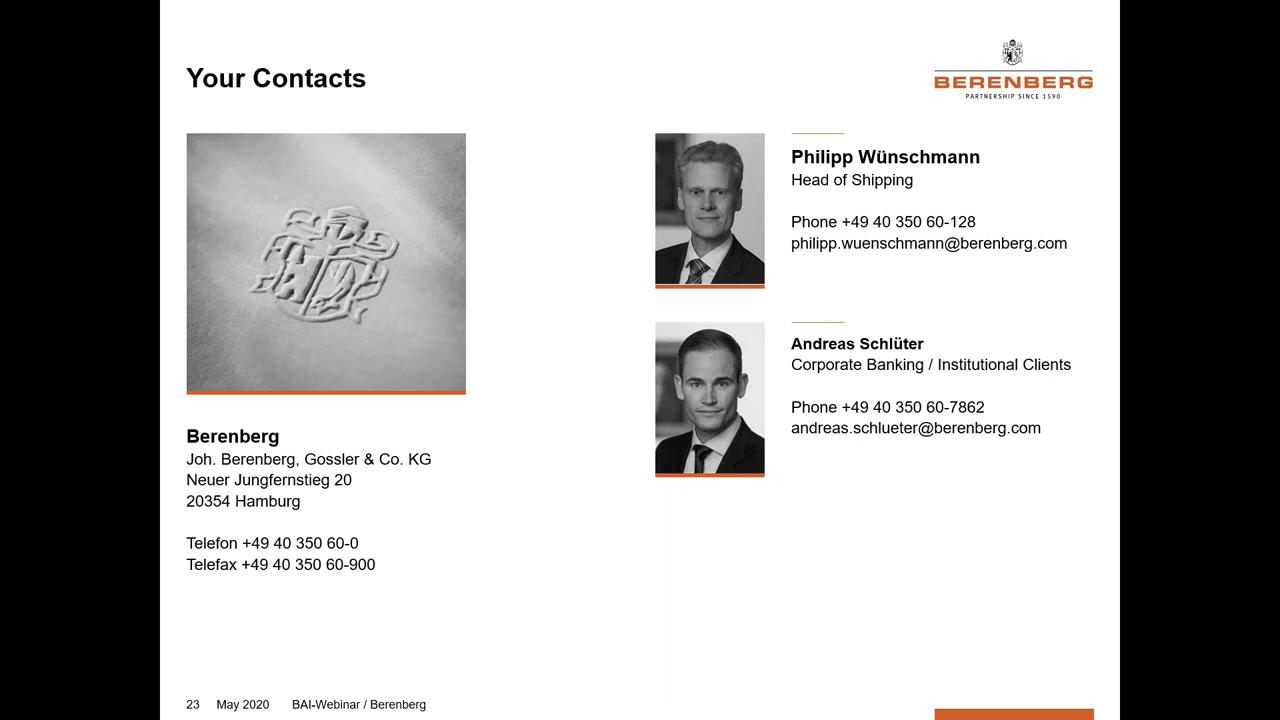 Your Contacts
BERENBERG
PARTNERSHIP SINCE 1590
Berenberg
Joh. Berenberg, Gossler & Co. KG
Neuer Jungfernstieg 20
20354 Hamburg
Telefon +49 40 350 60-0
Telefax +49 40 350 60-900
Philipp Wünschmann
Head of Shipping
Phone +49 40 350 60-128
philipp.wuenschmann@berenberg.com
Andreas Schlüter
Corporate Banking / Institutional Clients
Phone +49 40 350 60-7862
andreas.schlueter@berenberg.com
23 May 2020 BAI-Webinar / Berenberg